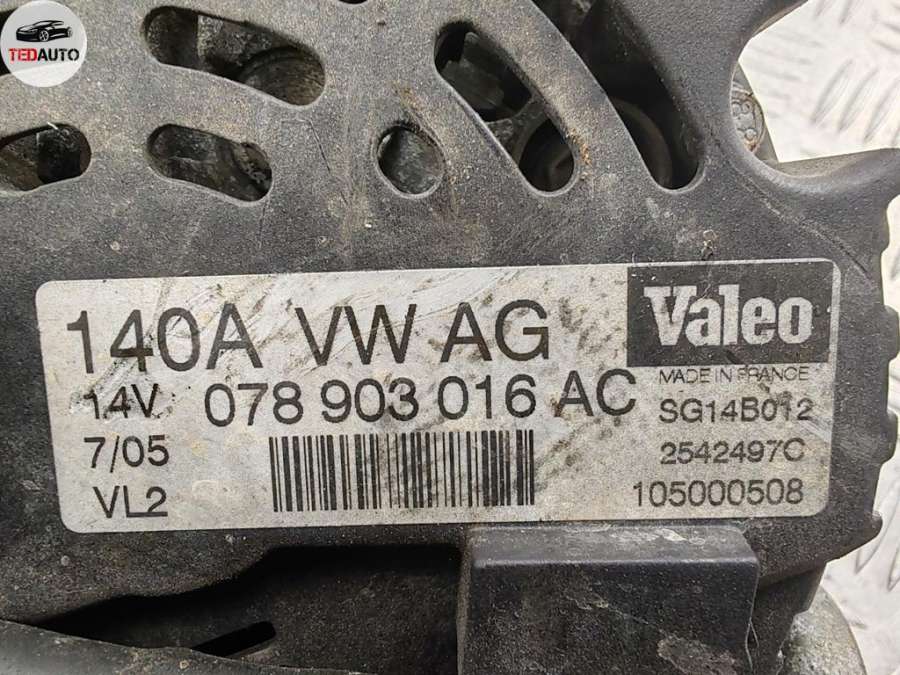 TEDAUTO
140A VW AG
Valeo
MADE IN FRANCE
14V 078 903 016 AC
SG14B012
7/05
2542497C
VL2
105000508